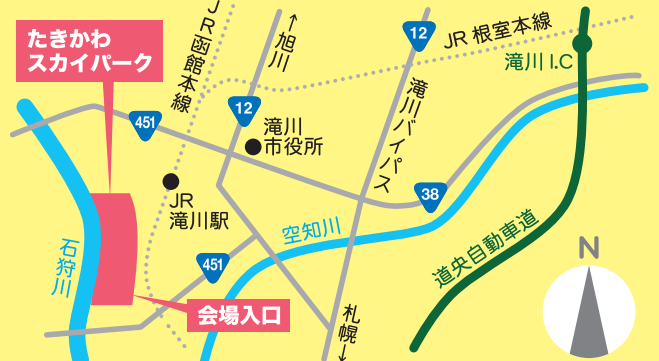 たきかわ
スカイパーク
JR函館本線
↑旭川
12
JR根室本線
滝川I.C
451
12
滝川
市役所
滝川バイパス
JR
滝川駅
38
石狩川
空知川
451
道央自動車道
N
会場入口
札幌↓